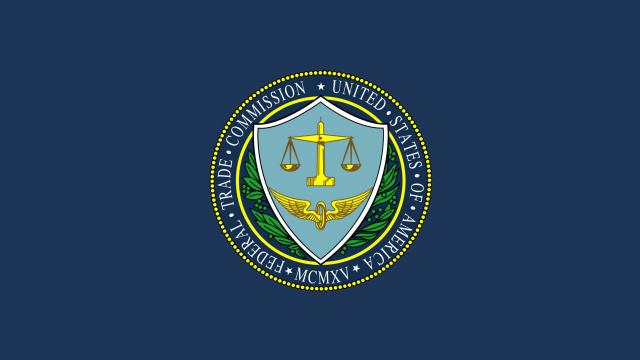 FEDERAL • TRADE • COMMISSION ★ UNITED • STATES • OF • AMERICA ★ MCMXV ★